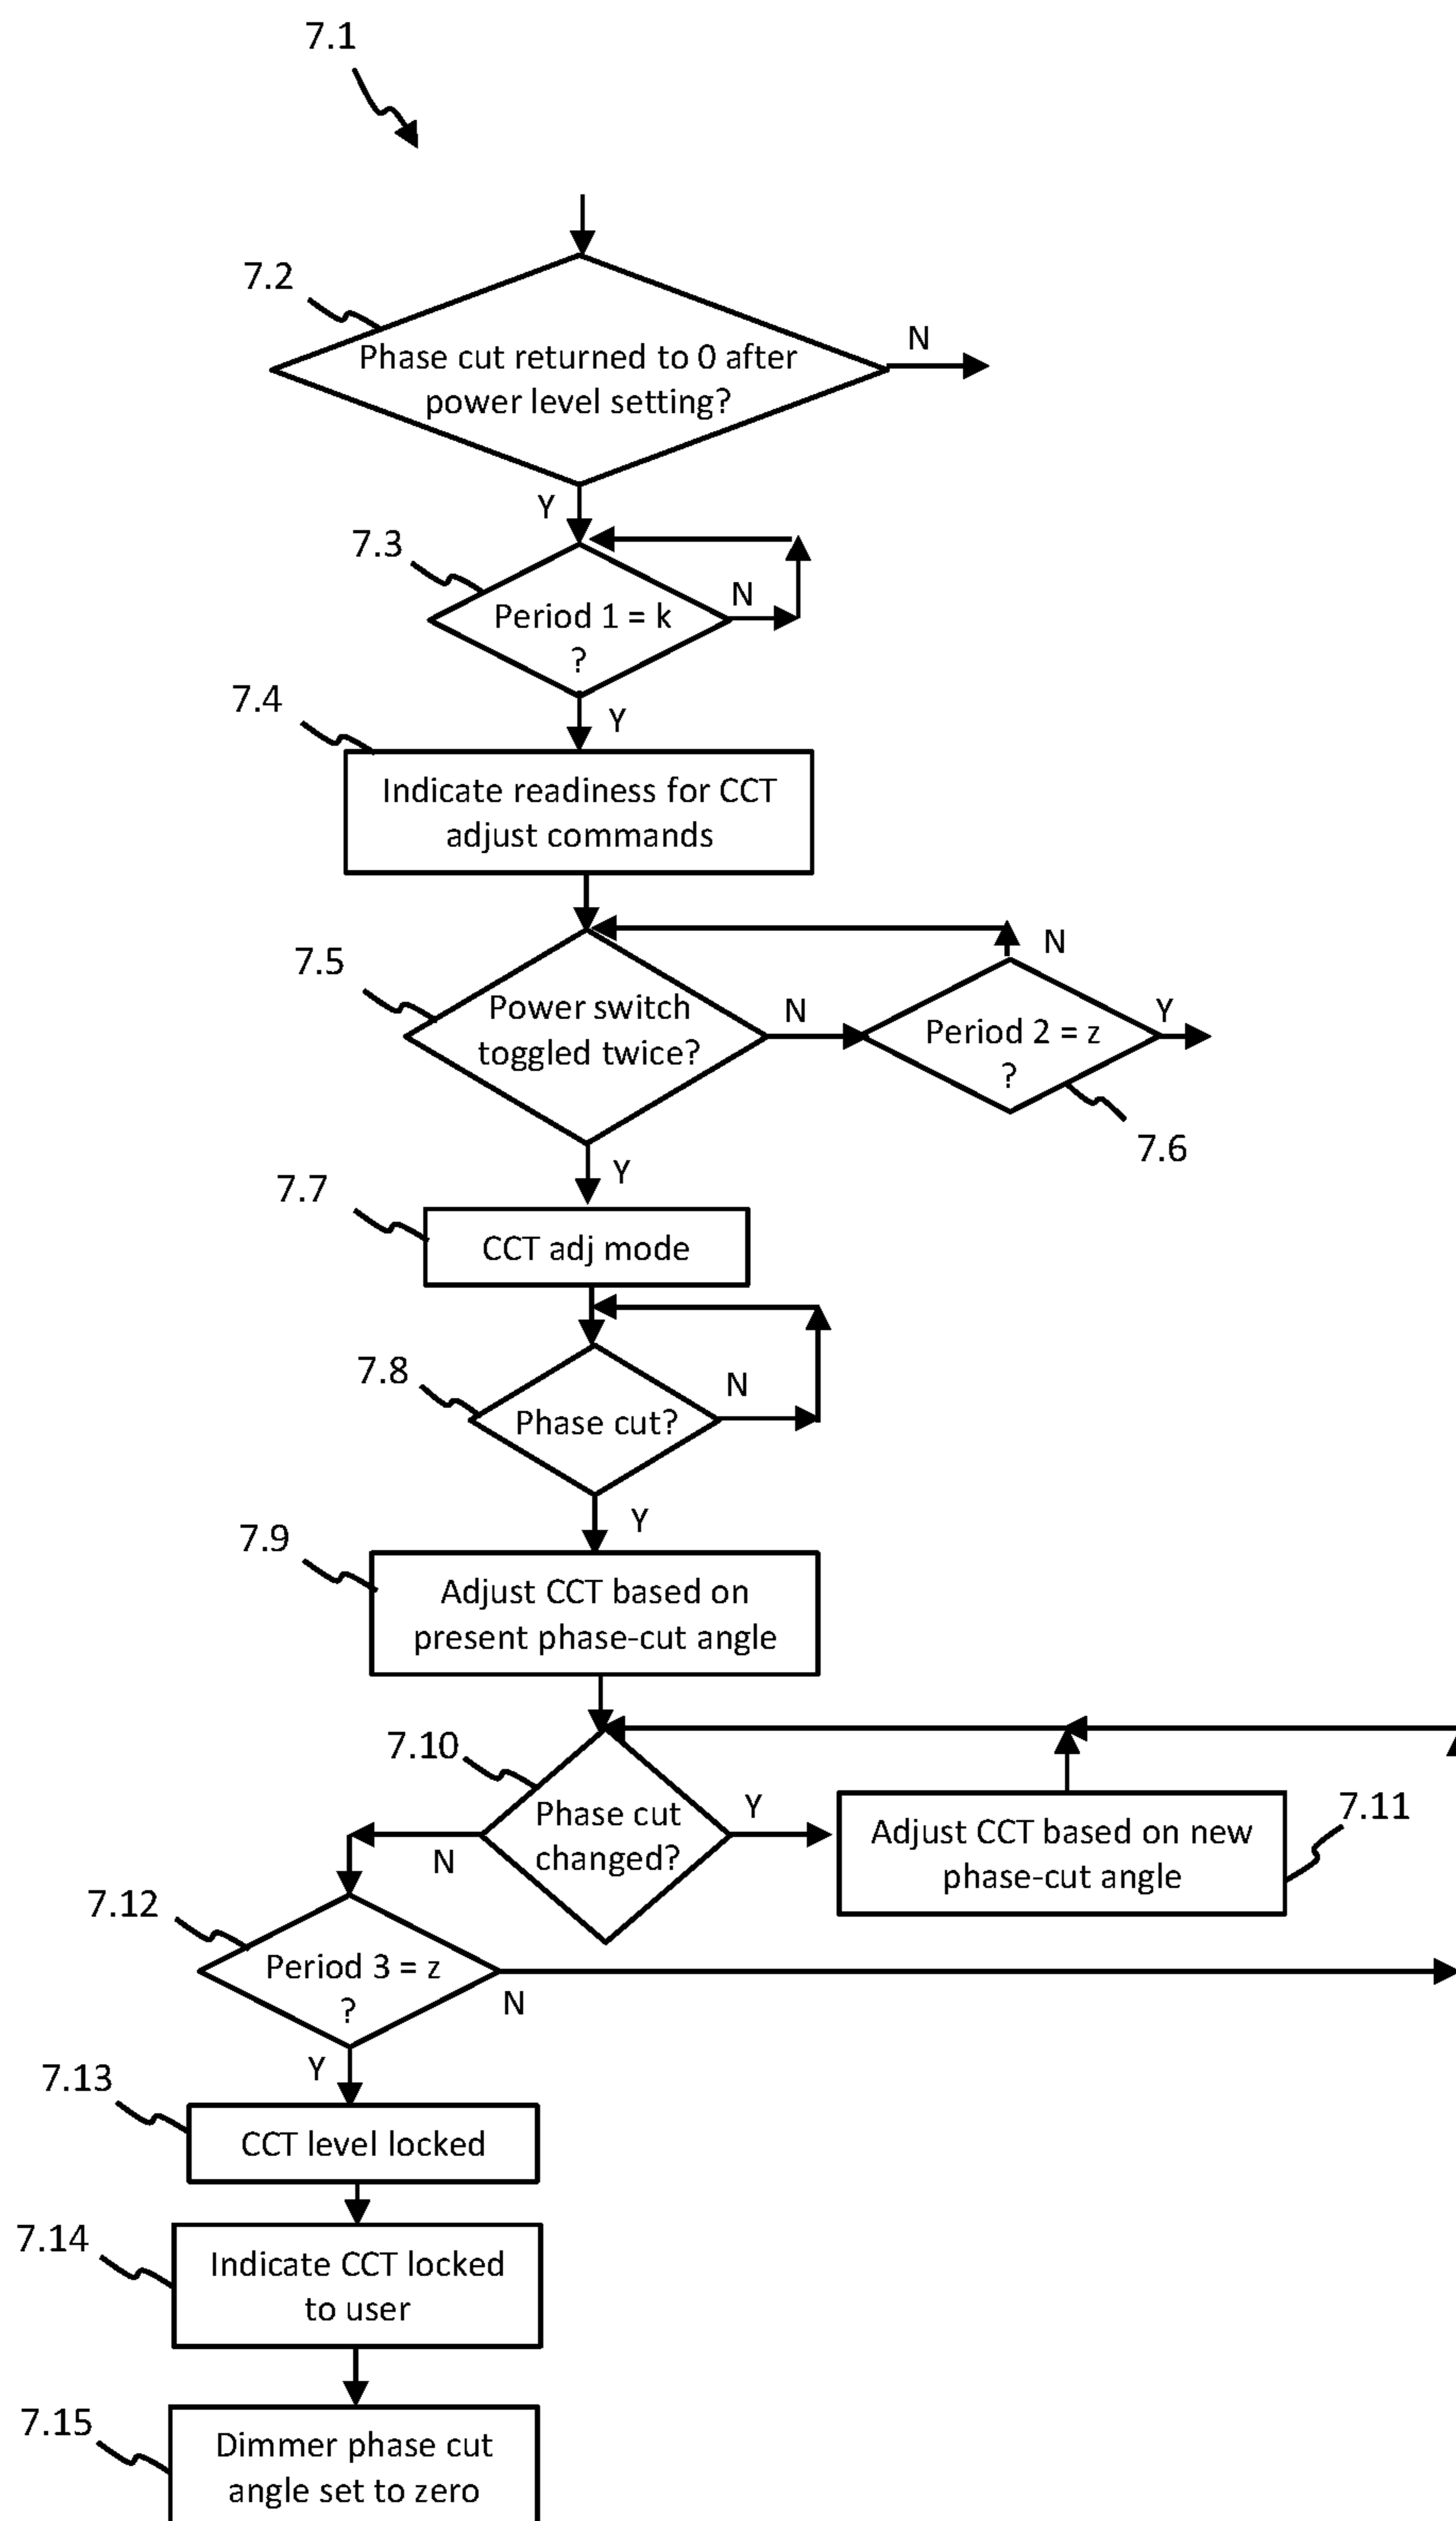 7.1
7.2
Phase cut returned to 0 after
power level setting?
N
Y
7.3
Period 1 = k
?
N
Y
7.4
Indicate readiness for CCT
adjust commands
7.5
Power switch
toggled twice?
N
Period 2 = z
?
N
Y
7.6
Y
7.7
CCT adj mode
7.8
Phase cut?
N
Y
7.9
Adjust CCT based on
present phase-cut angle
7.10
Phase cut
changed?
Y
N
Adjust CCT based on new
phase-cut angle
7.11
7.12
Period 3 = z
?
N
Y
7.13
CCT level locked
7.14
Indicate CCT locked
to user
7.15
Dimmer phase cut
angle set to zero